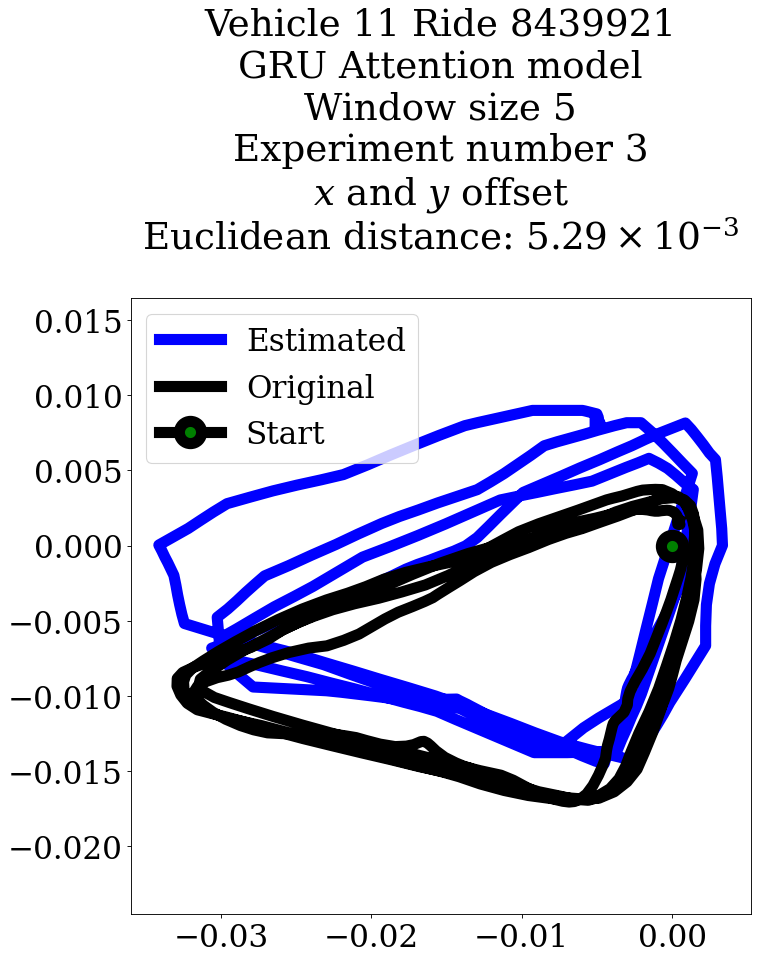 Vehicle 11 Ride 8439921
GRU Attention model
Window size 5
Experiment number 3
x and y offset
Euclidean distance: 5.29 × 10⁻³
Estimated
Original
Start
0.015
0.010
0.005
0.000
−0.005
−0.010
−0.015
−0.020
−0.03
−0.02
−0.01
0.00